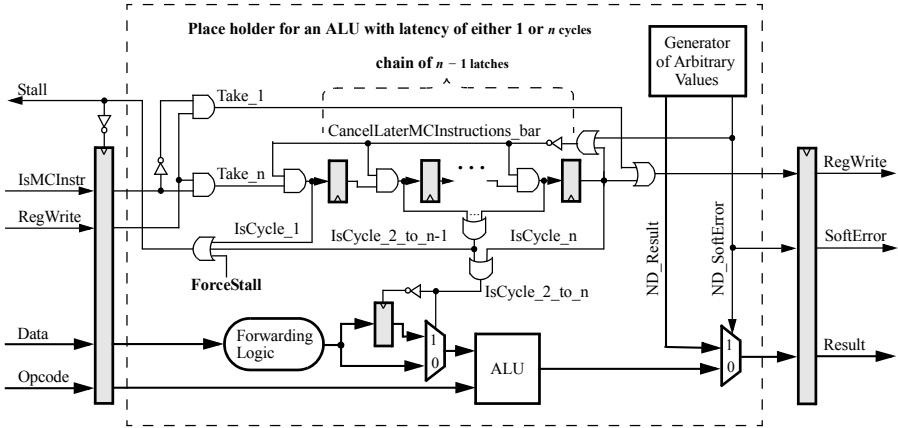 Place holder for an ALU with latency of either 1 or n cycles
Generator
of Arbitrary
Values
chain of n − 1 latches
Stall
Take_1
CancelLaterMCInstructions_bar
IsMCInstr
Take_n
...
RegWrite
RegWrite
IsCycle_1
...
IsCycle_2_to_n-1
IsCycle_n
ND_Result
ND_SoftError
SoftError
ForceStall
IsCycle_2_to_n
Data
Forwarding
Logic
1
0
ALU
1
0
Result
Opcode